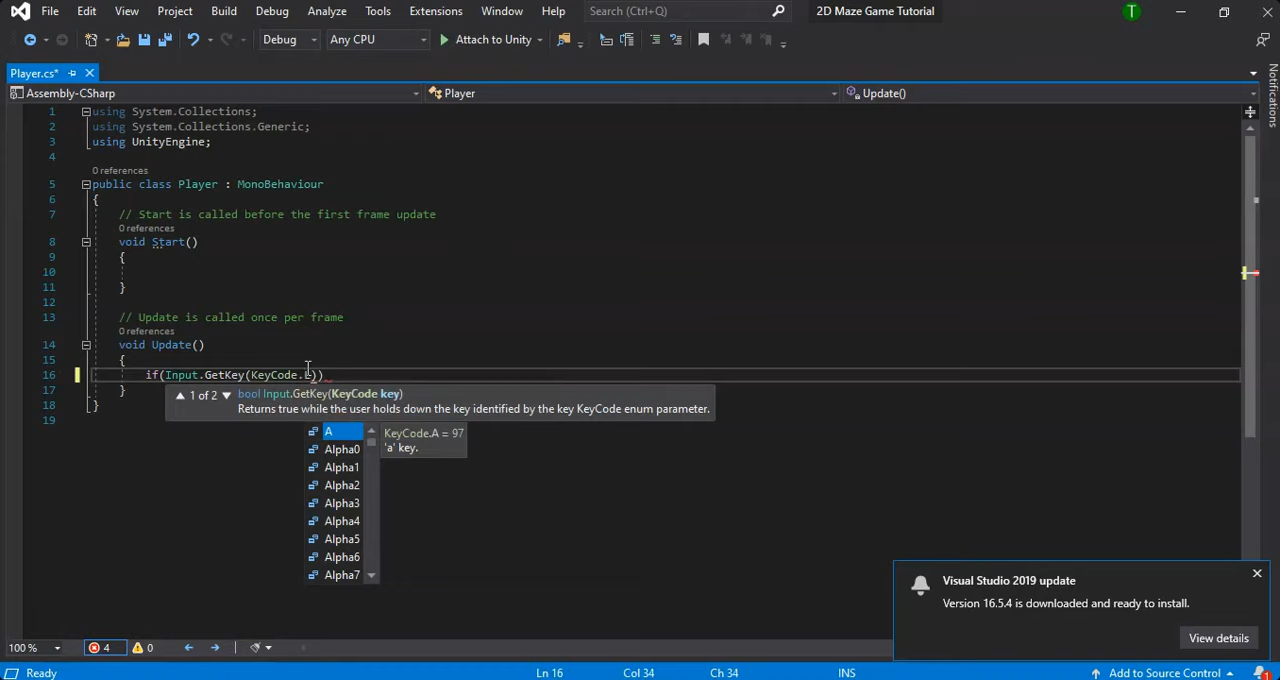 File Edit View Project Build Debug Test Analyze Tools Extensions Window Help Search (Ctrl+Q) 2D Maze Game Tutorial T
Debug Any CPU Attach to Unity
Player.cs*
Assembly-CSharp Player Update()
1 using System.Collections;
2 using System.Collections.Generic;
3 using UnityEngine;
4
0 references
5 public class Player : MonoBehaviour
6 {
7 // Start is called before the first frame update
0 references
8 void Start()
9 {
10
11 }
12
13 // Update is called once per frame
0 references
14 void Update()
15 {
16 if(Input.GetKey(KeyCode. ))
17 }
18 }
19
1 of 2 bool Input.GetKey(KeyCode key)
Returns true while the user holds down the key identified by the key KeyCode enum parameter.
A
Alpha0
Alpha1
Alpha2
Alpha3
Alpha4
Alpha5
Alpha6
Alpha7
KeyCode.A = 97
'a' key.
Notifications
Visual Studio 2019 update
Version 16.5.4 is downloaded and ready to install.
View details
100 % 4 0
Ready Ln 16 Col 34 Ch 34 INS Add to Source Control 1